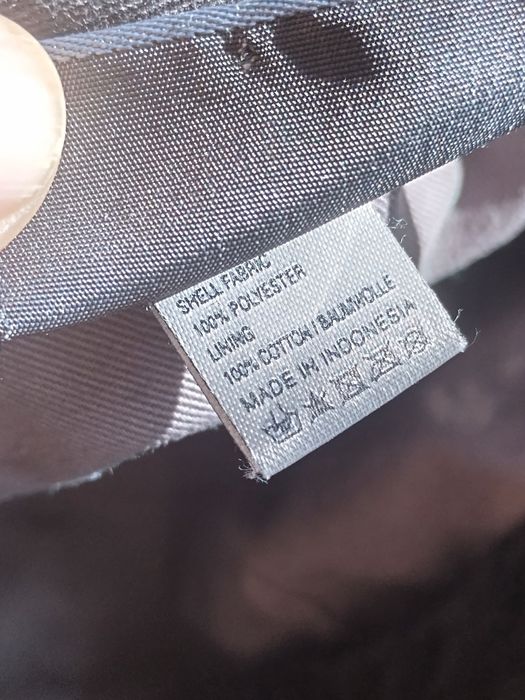 SHELL FABRIC
100% POLYESTER
LINING
100% COTTON / BAUMWOLLE
MADE IN INDONESIA